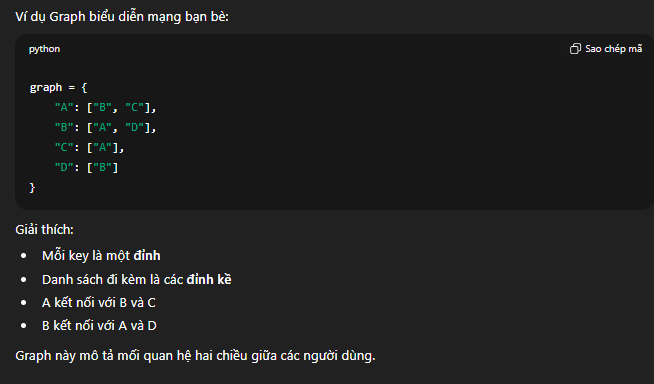 Ví dụ Graph biểu diễn mạng bạn bè:
python
Sao chép mã
graph = {
    "A": ["B", "C"],
    "B": ["A", "D"],
    "C": ["A"],
    "D": ["B"]
}
Giải thích:
• Mỗi key là một đỉnh
• Danh sách đi kèm là các đỉnh kề
• A kết nối với B và C
• B kết nối với A và D
Graph này mô tả mối quan hệ hai chiều giữa các người dùng.